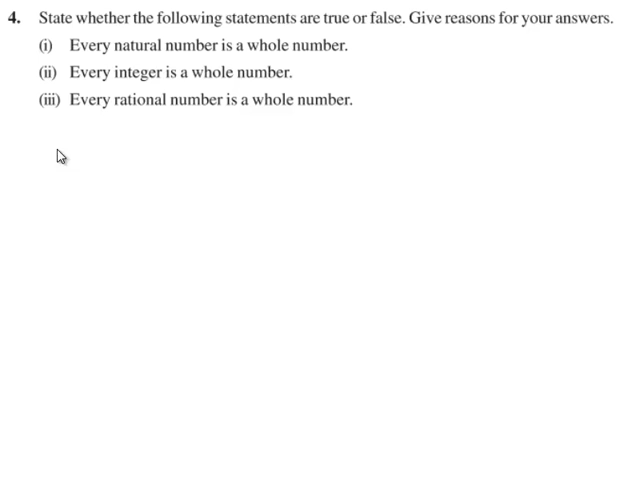 4. State whether the following statements are true or false. Give reasons for your answers.
(i) Every natural number is a whole number.
(ii) Every integer is a whole number.
(iii) Every rational number is a whole number.